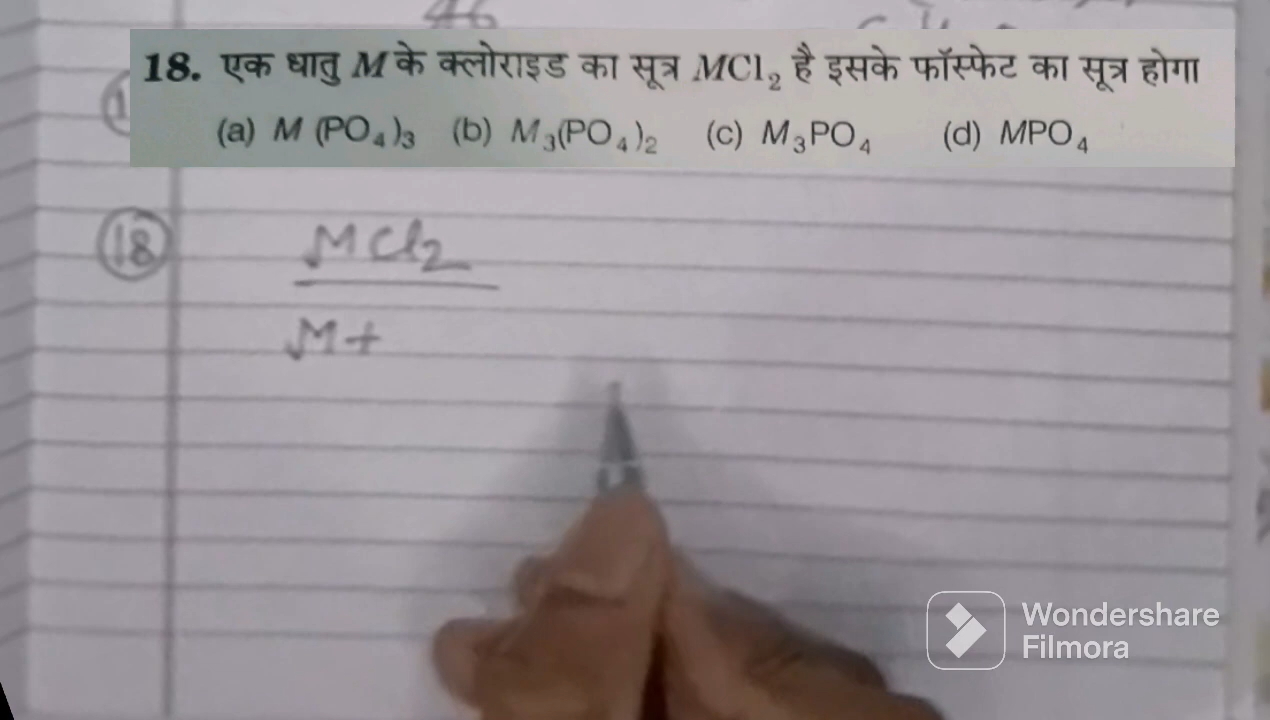 18. एक धातु M के क्लोराइड का सूत्र MCl₂ है इसके फॉस्फेट का सूत्र होगा
(a) M (PO₄)₃ (b) M₃(PO₄)₂ (c) M₃PO₄ (d) MPO₄
18 MCl₂
M+
Wondershare
Filmora